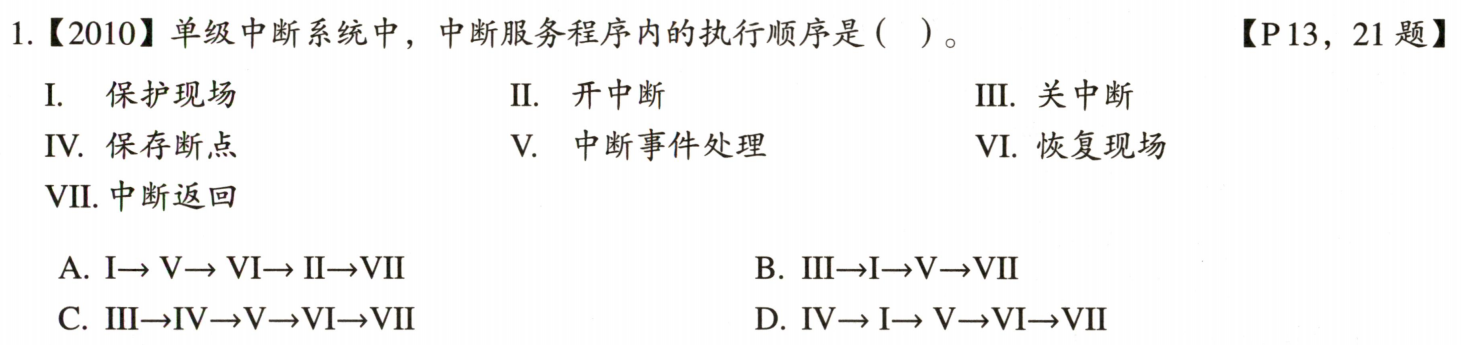 1.【2010】单级中断系统中，中断服务程序内的执行顺序是（ ）。 【P13，21 题】
I. 保护现场 II. 开中断 III. 关中断
IV. 保存断点 V. 中断事件处理 VI. 恢复现场
VII. 中断返回
A. I→ V→ VI→ II→VII B. III→I→V→VII
C. III→IV→V→VI→VII D. IV→ I→ V→VI→VII